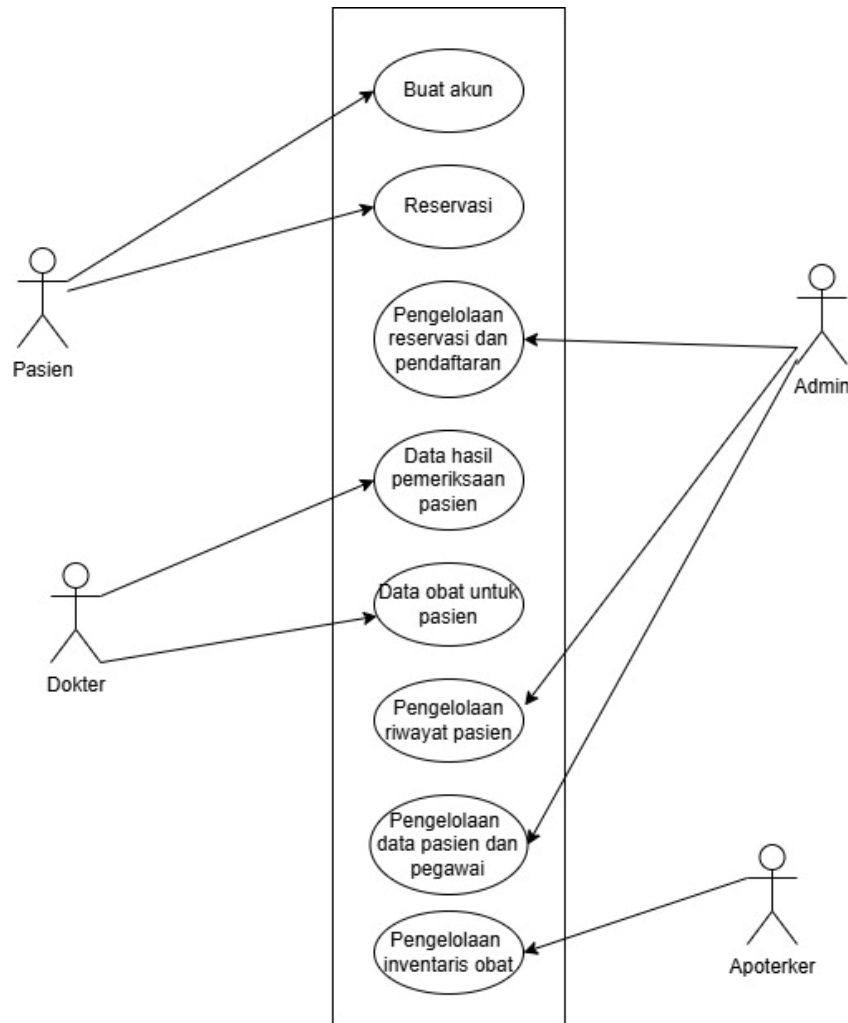 Buat akun
Reservasi
Pasien
Pengelolaan
reservasi dan
pendaftaran
Admin
Data hasil
pemeriksaan
pasien
Data obat untuk
pasien
Dokter
Pengelolaan
riwayat pasien
Pengelolaan
data pasien dan
pegawai
Pengelolaan
inventaris obat
Apoterker